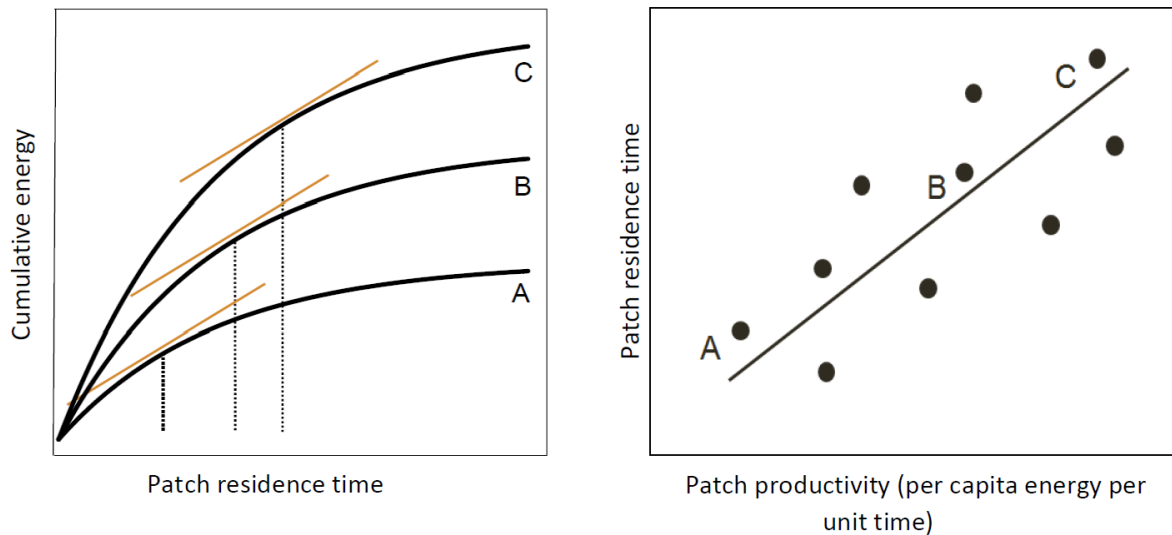 Cumulative energy
C
B
A
Patch residence time
Patch residence time
C
B
A
Patch productivity (per capita energy per
unit time)